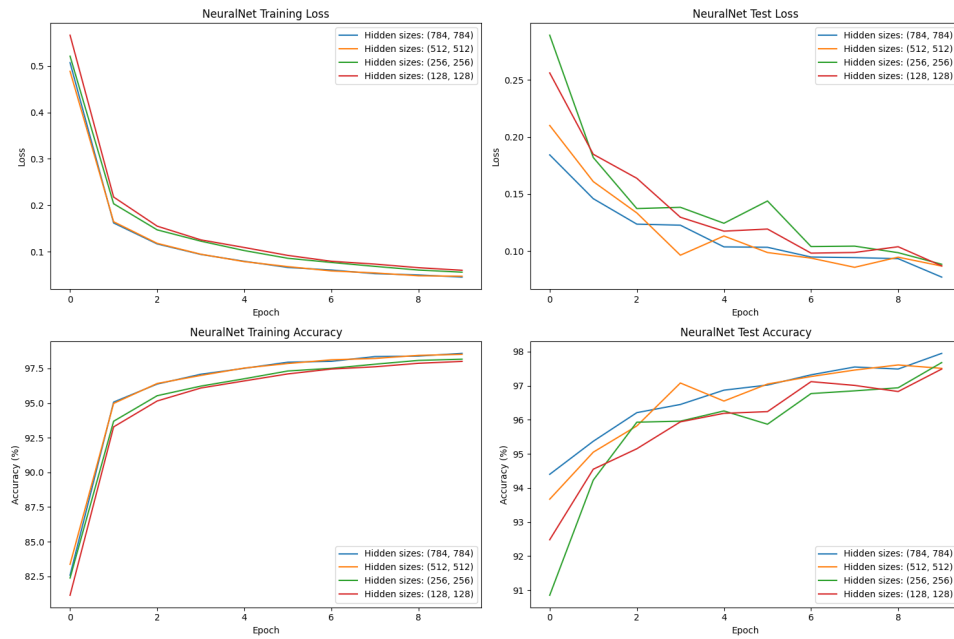 NeuralNet Training Loss
Loss
0.5
0.4
0.3
0.2
0.1
0 2 4 6 8
Epoch
Hidden sizes: (784, 784)
Hidden sizes: (512, 512)
Hidden sizes: (256, 256)
Hidden sizes: (128, 128)
NeuralNet Test Loss
Loss
0.25
0.20
0.15
0.10
0 2 4 6 8
Epoch
Hidden sizes: (784, 784)
Hidden sizes: (512, 512)
Hidden sizes: (256, 256)
Hidden sizes: (128, 128)
NeuralNet Training Accuracy
Accuracy (%)
97.5
95.0
92.5
90.0
87.5
85.0
82.5
0 2 4 6 8
Epoch
Hidden sizes: (784, 784)
Hidden sizes: (512, 512)
Hidden sizes: (256, 256)
Hidden sizes: (128, 128)
NeuralNet Test Accuracy
Accuracy (%)
98
97
96
95
94
93
92
91
0 2 4 6 8
Epoch
Hidden sizes: (784, 784)
Hidden sizes: (512, 512)
Hidden sizes: (256, 256)
Hidden sizes: (128, 128)